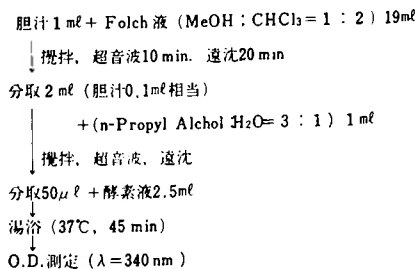 胆汁1ml + Folch 液 (MeOH : CHCl3 = 1 : 2) 19ml
攪拌, 超音波10 min. 遠沈20 min
分取2 ml (胆汁0.1ml相当)
+ (n-Propyl Alchol : H2O = 3 : 1) 1 ml
攪拌, 超音波, 遠沈
分取50μl + 酵素液2.5ml
湯浴 (37℃, 45 min)
O.D. 測定 (λ = 340 nm)